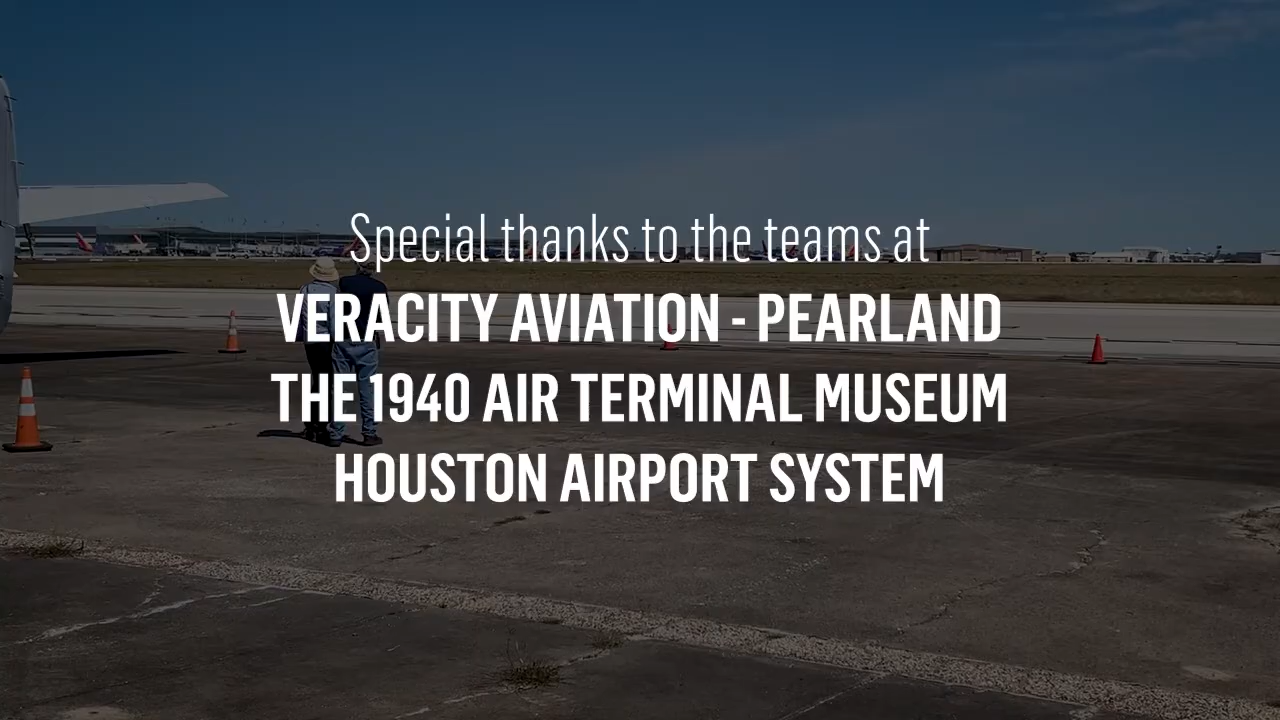 Special thanks to the teams at
VERACITY AVIATION - PEARLAND
THE 1940 AIR TERMINAL MUSEUM
HOUSTON AIRPORT SYSTEM